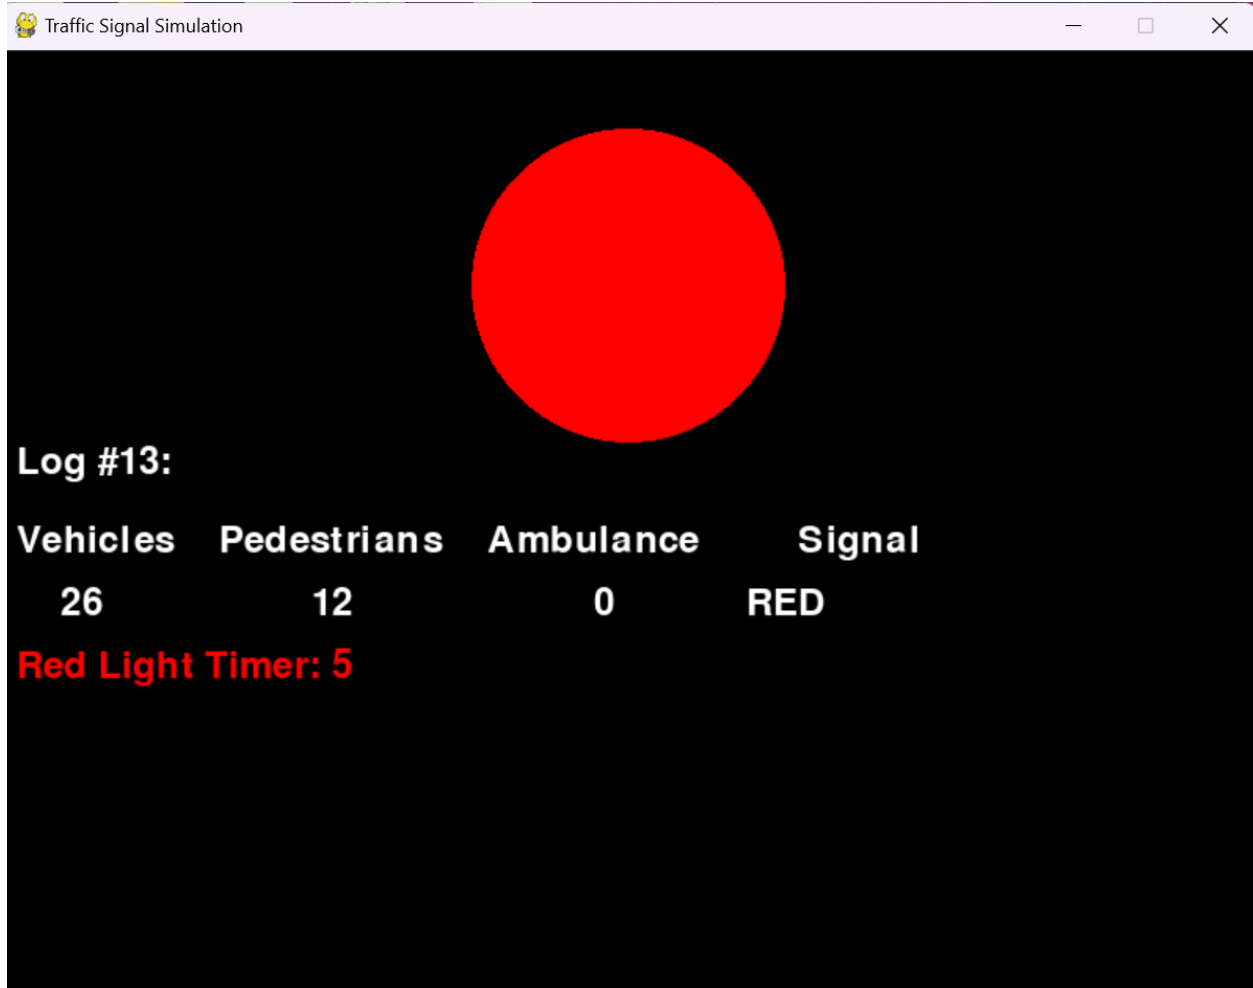 Traffic Signal Simulation
Log #13:
Vehicles Pedestrians Ambulance Signal
26 12 0 RED
Red Light Timer: 5